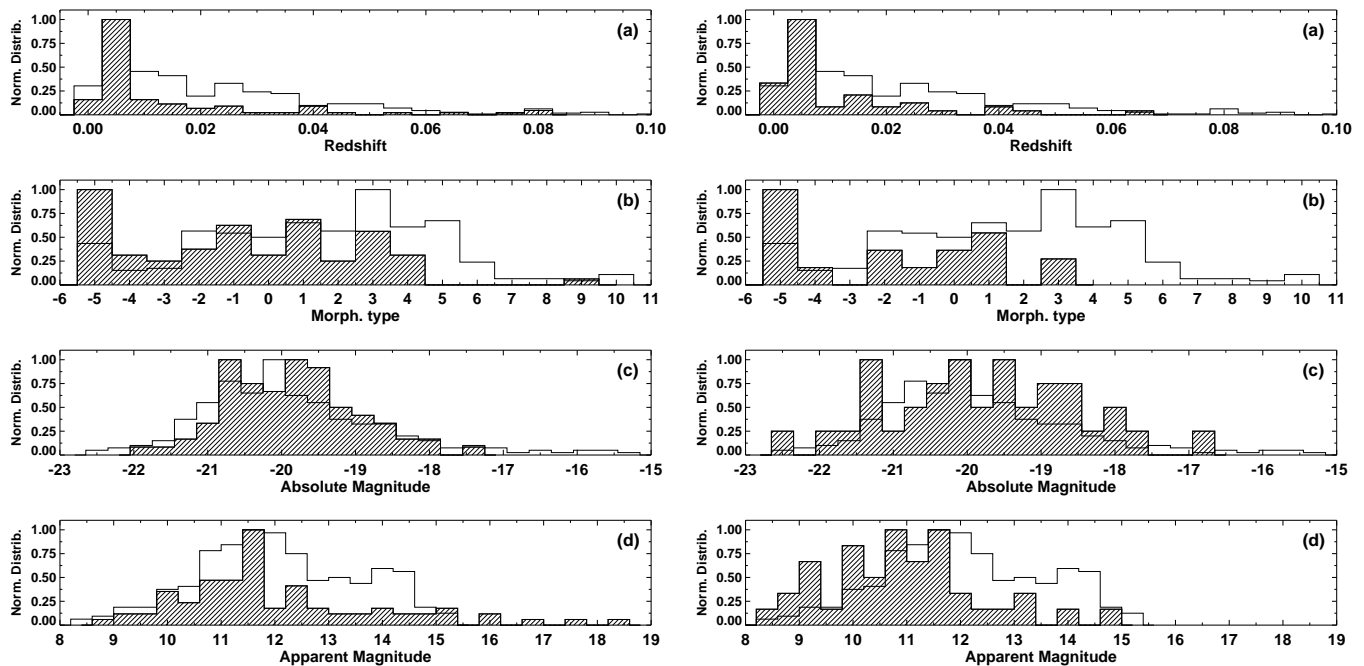 Norm. Distrib.
1.00
0.75
0.50
0.25
0.00
(a)
0.00 0.02 0.04 0.06 0.08 0.10
Redshift
Norm. Distrib.
1.00
0.75
0.50
0.25
0.00
(b)
-6 -5 -4 -3 -2 -1 0 1 2 3 4 5 6 7 8 9 10 11
Morph. type
Norm. Distrib.
1.00
0.75
0.50
0.25
0.00
(c)
-23 -22 -21 -20 -19 -18 -17 -16 -15
Absolute Magnitude
Norm. Distrib.
1.00
0.75
0.50
0.25
0.00
(d)
8 9 10 11 12 13 14 15 16 17 18 19
Apparent Magnitude
Norm. Distrib.
1.00
0.75
0.50
0.25
0.00
(a)
0.00 0.02 0.04 0.06 0.08 0.10
Redshift
Norm. Distrib.
1.00
0.75
0.50
0.25
0.00
(b)
-6 -5 -4 -3 -2 -1 0 1 2 3 4 5 6 7 8 9 10 11
Morph. type
Norm. Distrib.
1.00
0.75
0.50
0.25
0.00
(c)
-23 -22 -21 -20 -19 -18 -17 -16 -15
Absolute Magnitude
Norm. Distrib.
1.00
0.75
0.50
0.25
0.00
(d)
8 9 10 11 12 13 14 15 16 17 18 19
Apparent Magnitude